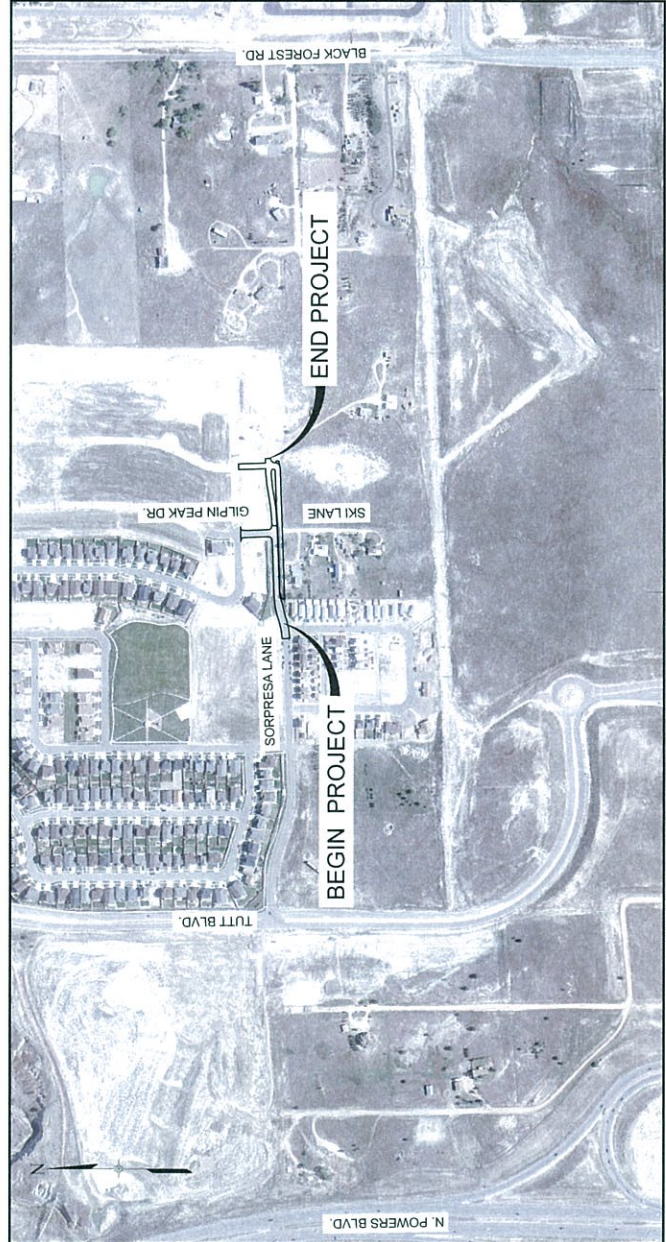 BLACK FOREST RD.
END PROJECT
GILPIN PEAK DR.
SKI LANE
SORPRESA LANE
BEGIN PROJECT
TUTT BLVD.
N
N. POWERS BLVD.